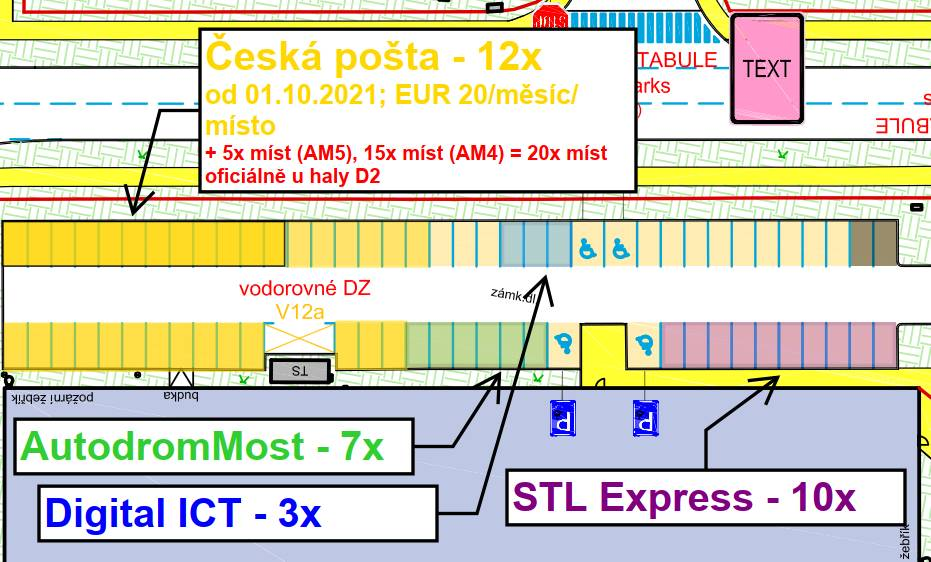 Česká pošta - 12x
od 01.10.2021; EUR 20/měsíc/
místo
+ 5x míst (AM5), 15x míst (AM4) = 20x míst
oficiálně u haly D2
TABULE
arks
)
TEXT
s
BULE
vodorovné DZ
V12a
zámk.dl
TS
požární žebřík
budka
P
P
AutodromMost - 7x
Digital ICT - 3x
STL Express - 10x
žebřík